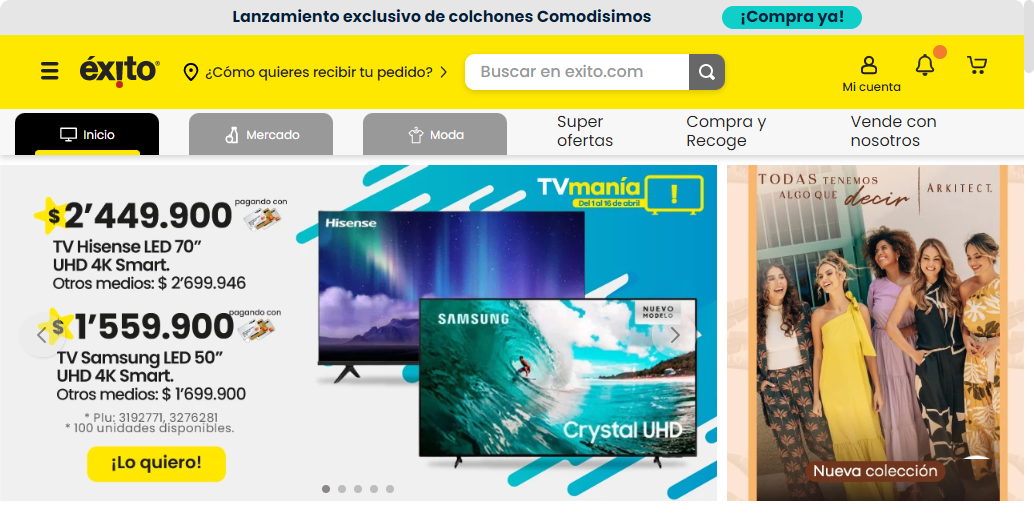 Lanzamiento exclusivo de colchones Comodisimos
¡Compra ya!
éxito
¿Cómo quieres recibir tu pedido?
Buscar en exito.com
Mi cuenta
Inicio
Mercado
Moda
Super ofertas
Compra y Recoge
Vende con nosotros
$2'449.900
pagando con
TV Hisense LED 70"
UHD 4K Smart.
Otros medios: $ 2'699.946
$1'559.900
pagando con
TV Samsung LED 50"
UHD 4K Smart.
Otros medios: $ 1'699.900
* Plu: 3192771, 3276281
* 100 unidades disponibles.
¡Lo quiero!
TVmanía
Del 1 al 16 de abril
!
Hisense
SAMSUNG
NUEVO
MODELO
Crystal UHD
TODAS TENEMOS
ALGO QUE decir
ARKITECT.
Nueva colección